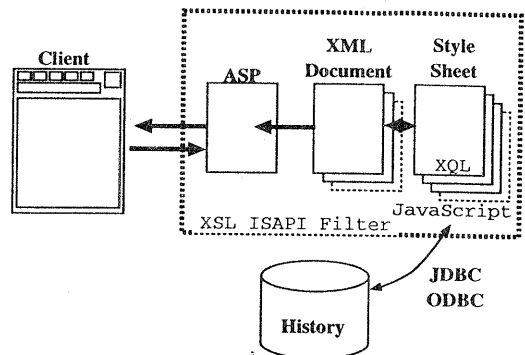 Client
ASP
XML
Document
Style
Sheet
XQL
JavaScript
XSL ISAPI Filter
JDBC
ODBC
History